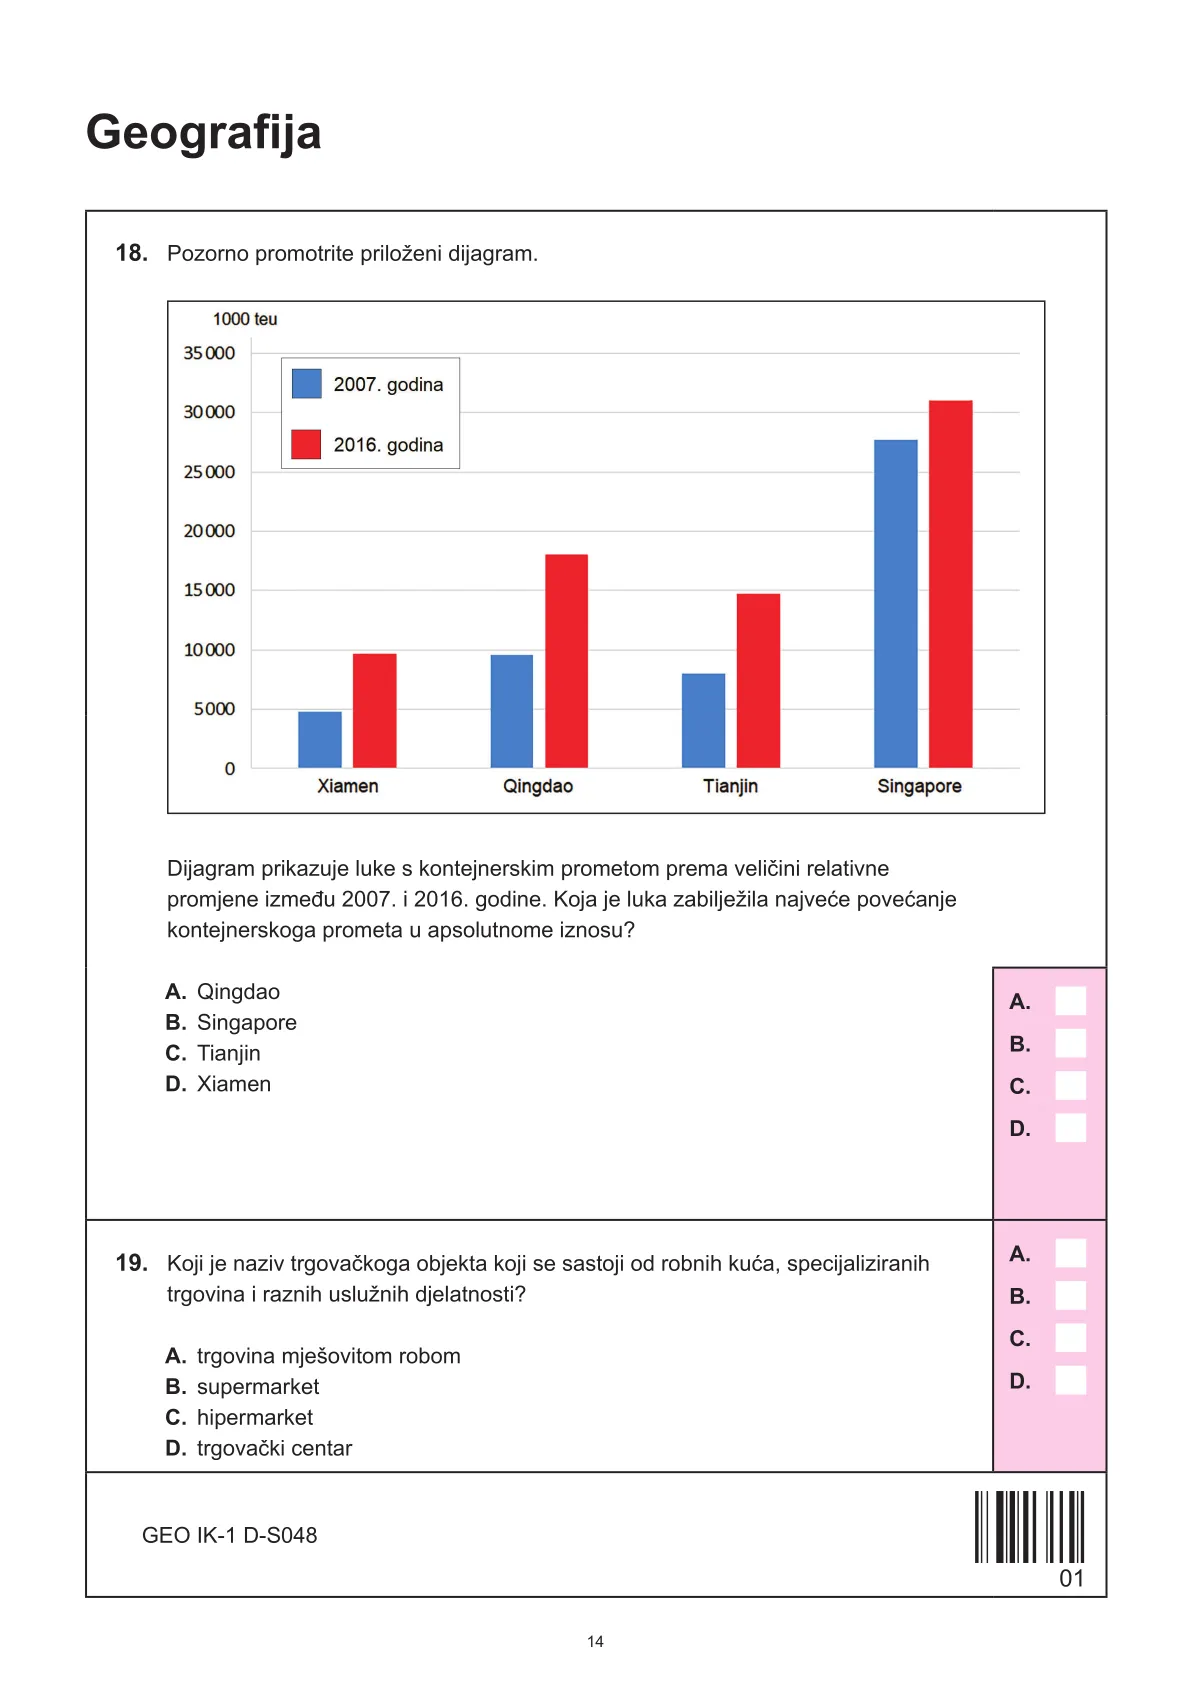 Geografija
18. Pozorno promotrite priloženi dijagram.
1000 teu
35 000
30 000
25 000
20 000
15 000
10 000
5 000
0
2007. godina
2016. godina
Xiamen Qingdao Tianjin Singapore
Dijagram prikazuje luke s kontejnerskim prometom prema veličini relativne
promjene između 2007. i 2016. godine. Koja je luka zabilježila najveće povećanje
kontejnerskoga prometa u apsolutnome iznosu?
A. Qingdao
B. Singapore
C. Tianjin
D. Xiamen
A.
B.
C.
D.
19. Koji je naziv trgovačkoga objekta koji se sastoji od robnih kuća, specijaliziranih
trgovina i raznih uslužnih djelatnosti?
A. trgovina mješovitom robom
B. supermarket
C. hipermarket
D. trgovački centar
A.
B.
C.
D.
GEO IK-1 D-S048
01
14